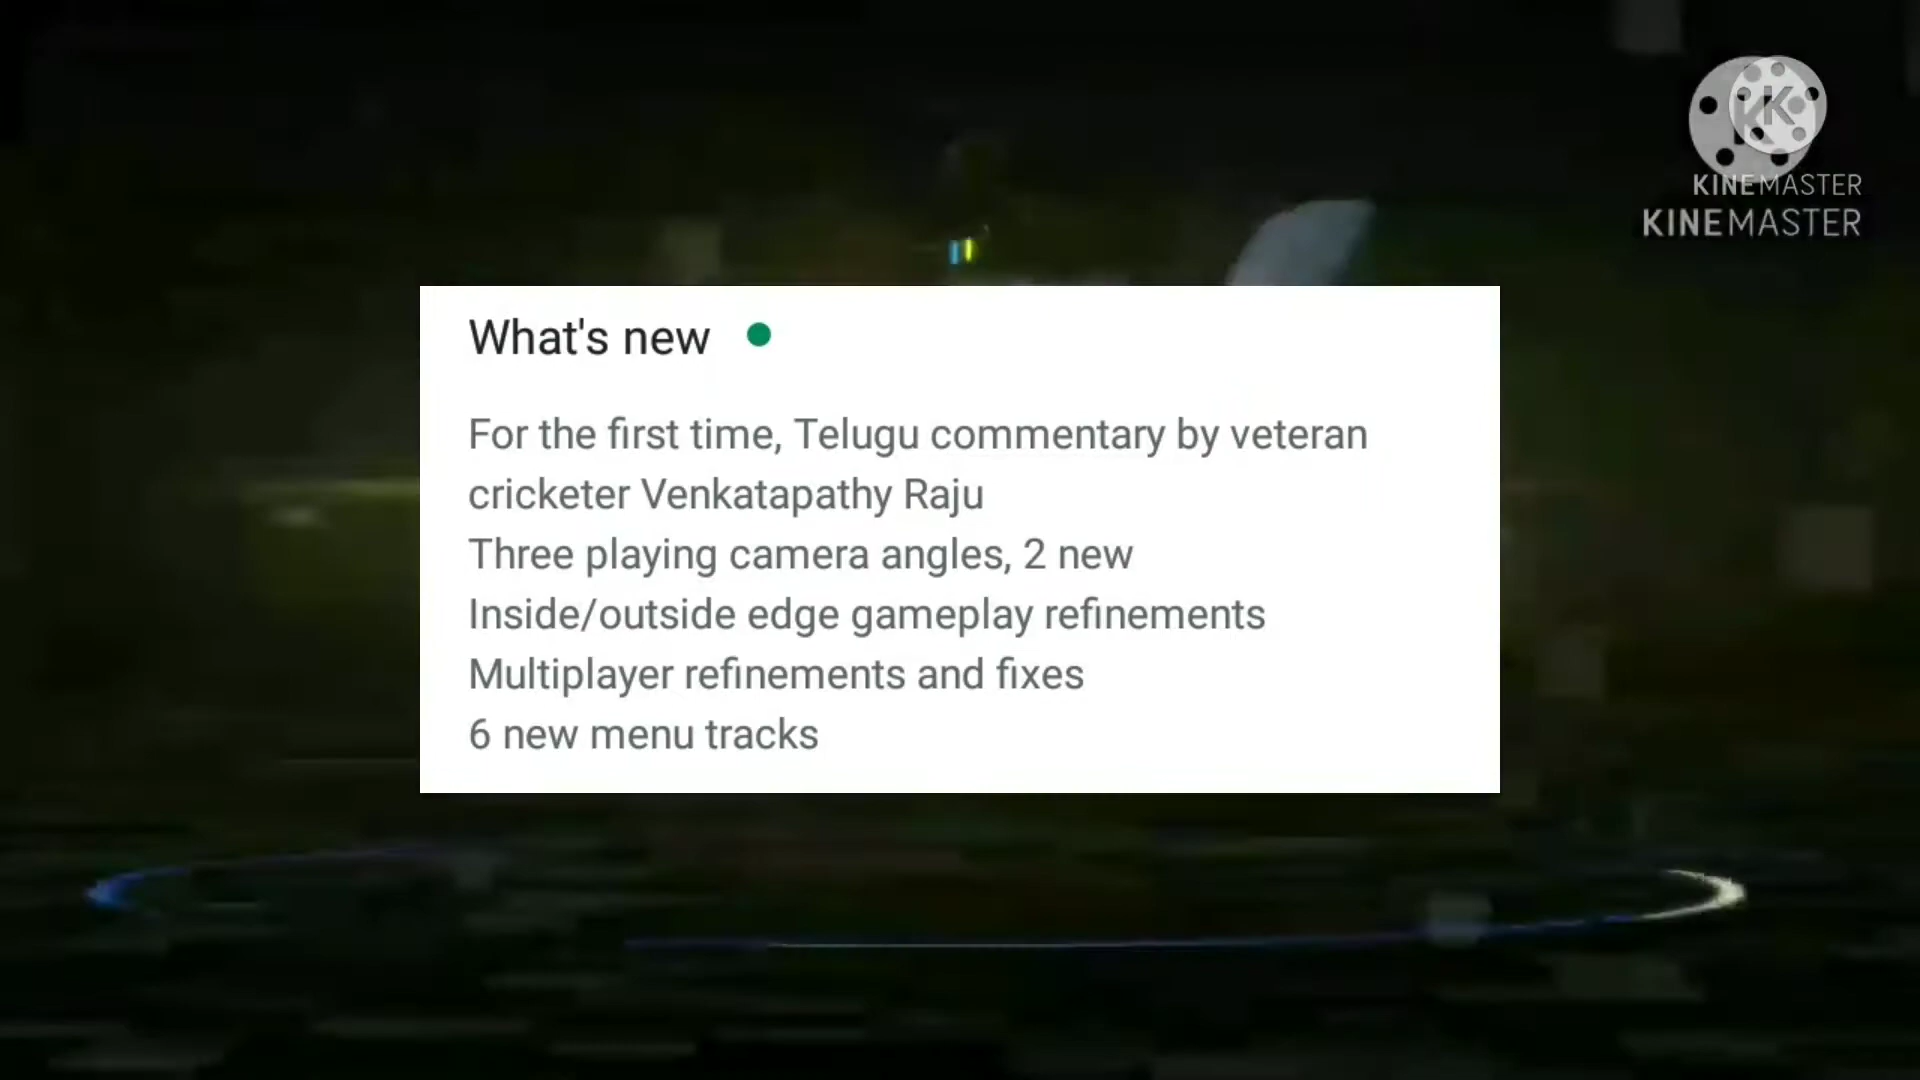 KINEMASTER
KINEMASTER
What's new
For the first time, Telugu commentary by veteran
cricketer Venkatapathy Raju
Three playing camera angles, 2 new
Inside/outside edge gameplay refinements
Multiplayer refinements and fixes
6 new menu tracks